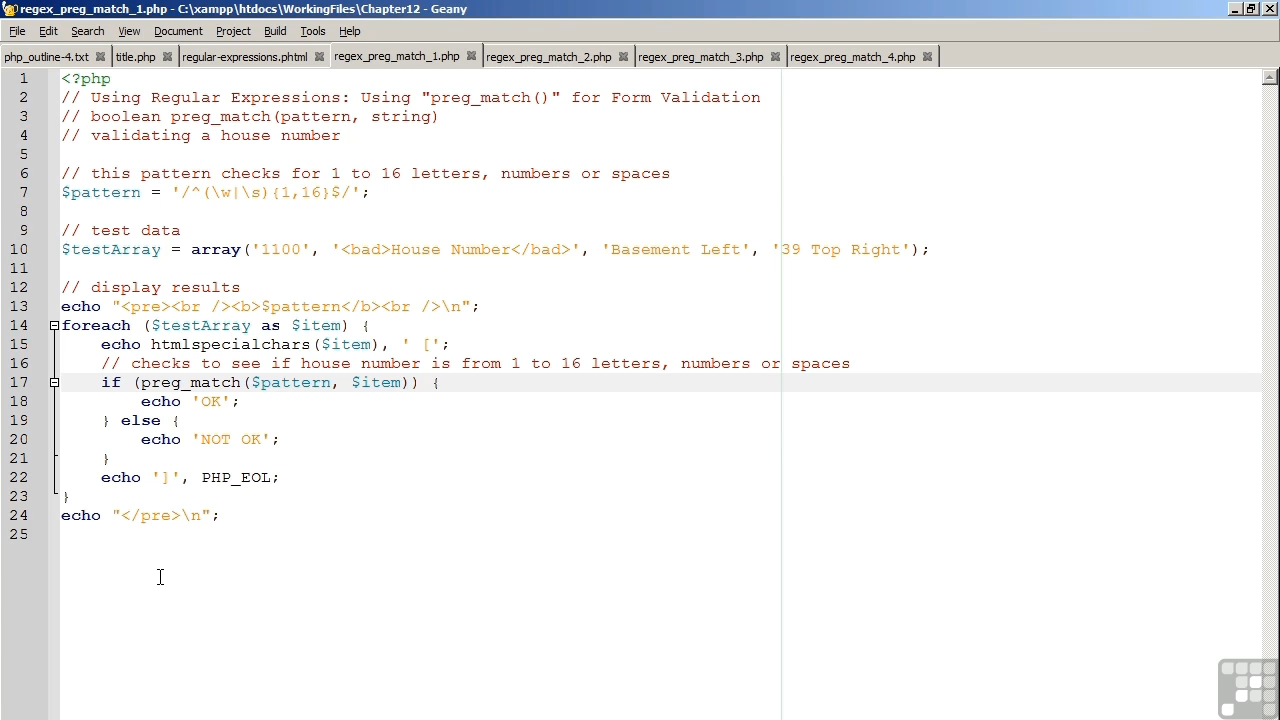 regex_preg_match_1.php - C:\xampp\htdocs\WorkingFiles\Chapter12 - Geany
File Edit Search View Document Project Build Tools Help
php_outline-4.txt title.php regular-expressions.phtml regex_preg_match_1.php regex_preg_match_2.php regex_preg_match_3.php regex_preg_match_4.php
1 <?php
2 // Using Regular Expressions: Using "preg_match()" for Form Validation
3 // boolean preg_match(pattern, string)
4 // validating a house number
5
6 // this pattern checks for 1 to 16 letters, numbers or spaces
7 $pattern = '/^(\w|\s){1,16}$/';
8
9 // test data
10 $testArray = array('1100', '<bad>House Number</bad>', 'Basement Left', '39 Top Right');
11
12 // display results
13 echo "<pre><br /><b>$pattern</b><br />\n";
14 foreach ($testArray as $item) {
15     echo htmlspecialchars($item), ' [';
16     // checks to see if house number is from 1 to 16 letters, numbers or spaces
17     if (preg_match($pattern, $item)) {
18         echo 'OK';
19     } else {
20         echo 'NOT OK';
21     }
22     echo ']', PHP_EOL;
23 }
24 echo "</pre>\n";
25